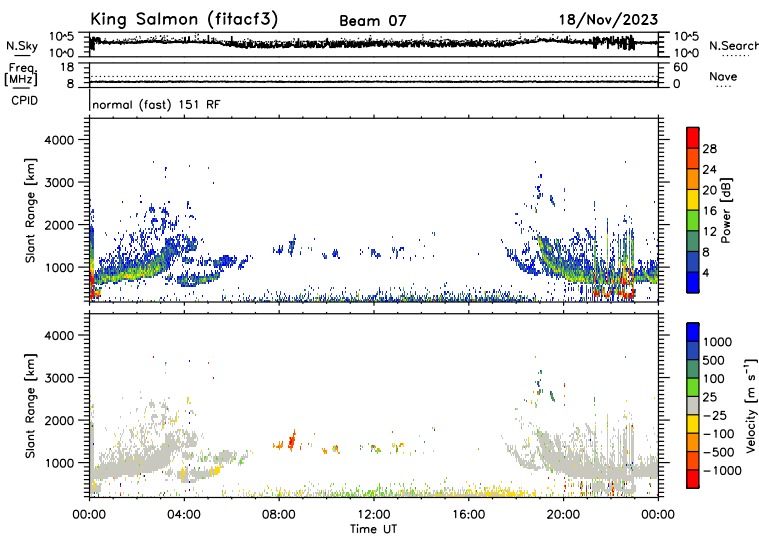 King Salmon (fitacf3) Beam 07 18/Nov/2023
N.Sky 10^5 10^0 10^5 10^0 N.Search
Freq. [MHz] 18 8 60 0 Nave
CPID normal (fast) 151 RF
Slant Range [km] 4000 3000 2000 1000
28 24 20 16 12 8 4 Power [dB]
Slant Range [km] 4000 3000 2000 1000
1000 500 100 25 -25 -100 -500 -1000 Velocity [m s⁻¹]
00:00 04:00 08:00 12:00 16:00 20:00 00:00
Time UT